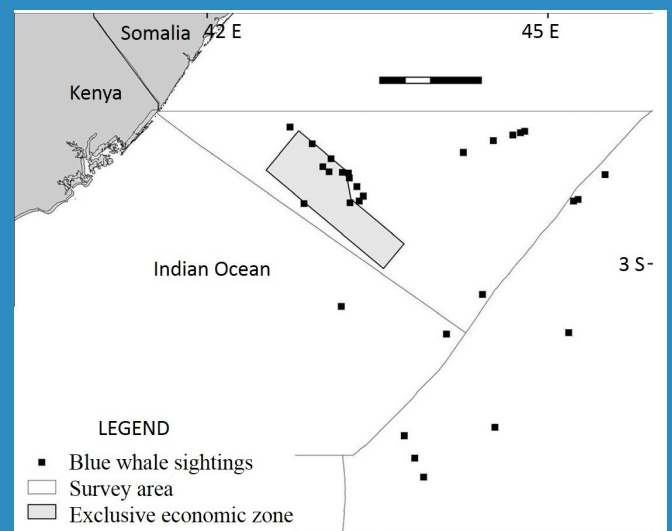 Somalia
42 E
45 E
Kenya
3 S-
Indian Ocean
LEGEND
Blue whale sightings
Survey area
Exclusive economic zone